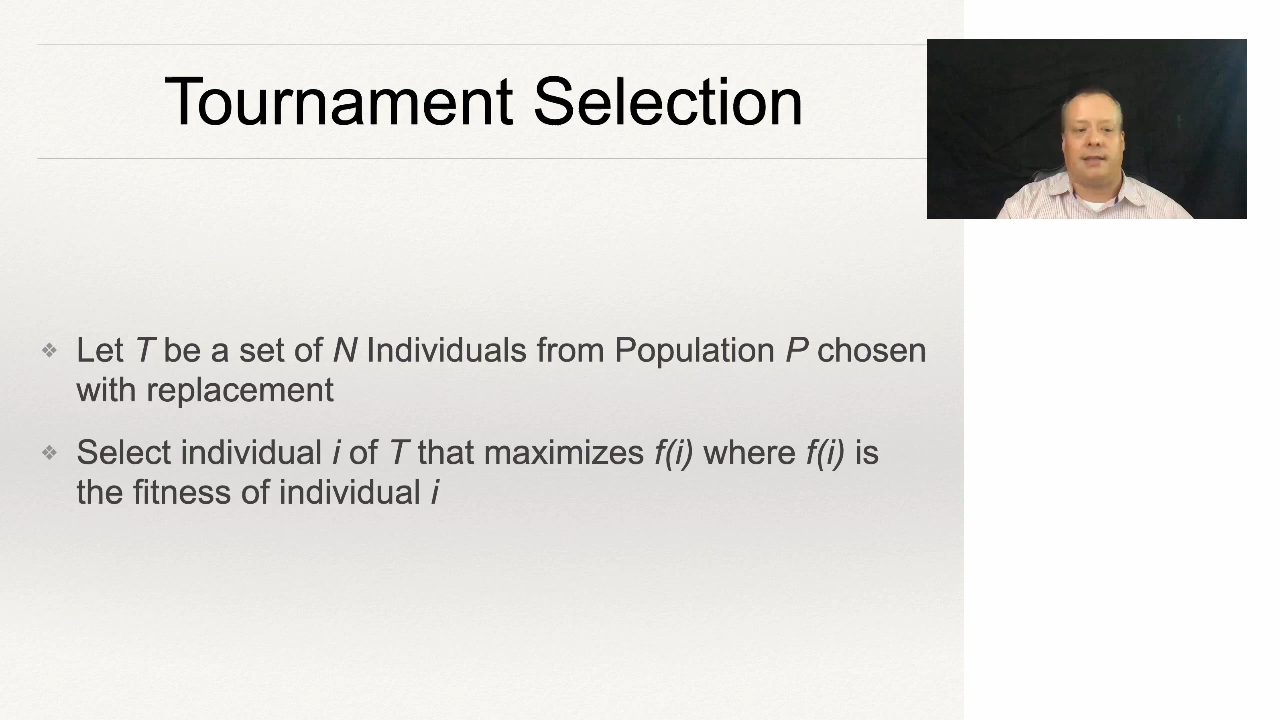 Tournament Selection
Let T be a set of N Individuals from Population P chosen
with replacement
Select individual i of T that maximizes f(i) where f(i) is
the fitness of individual i